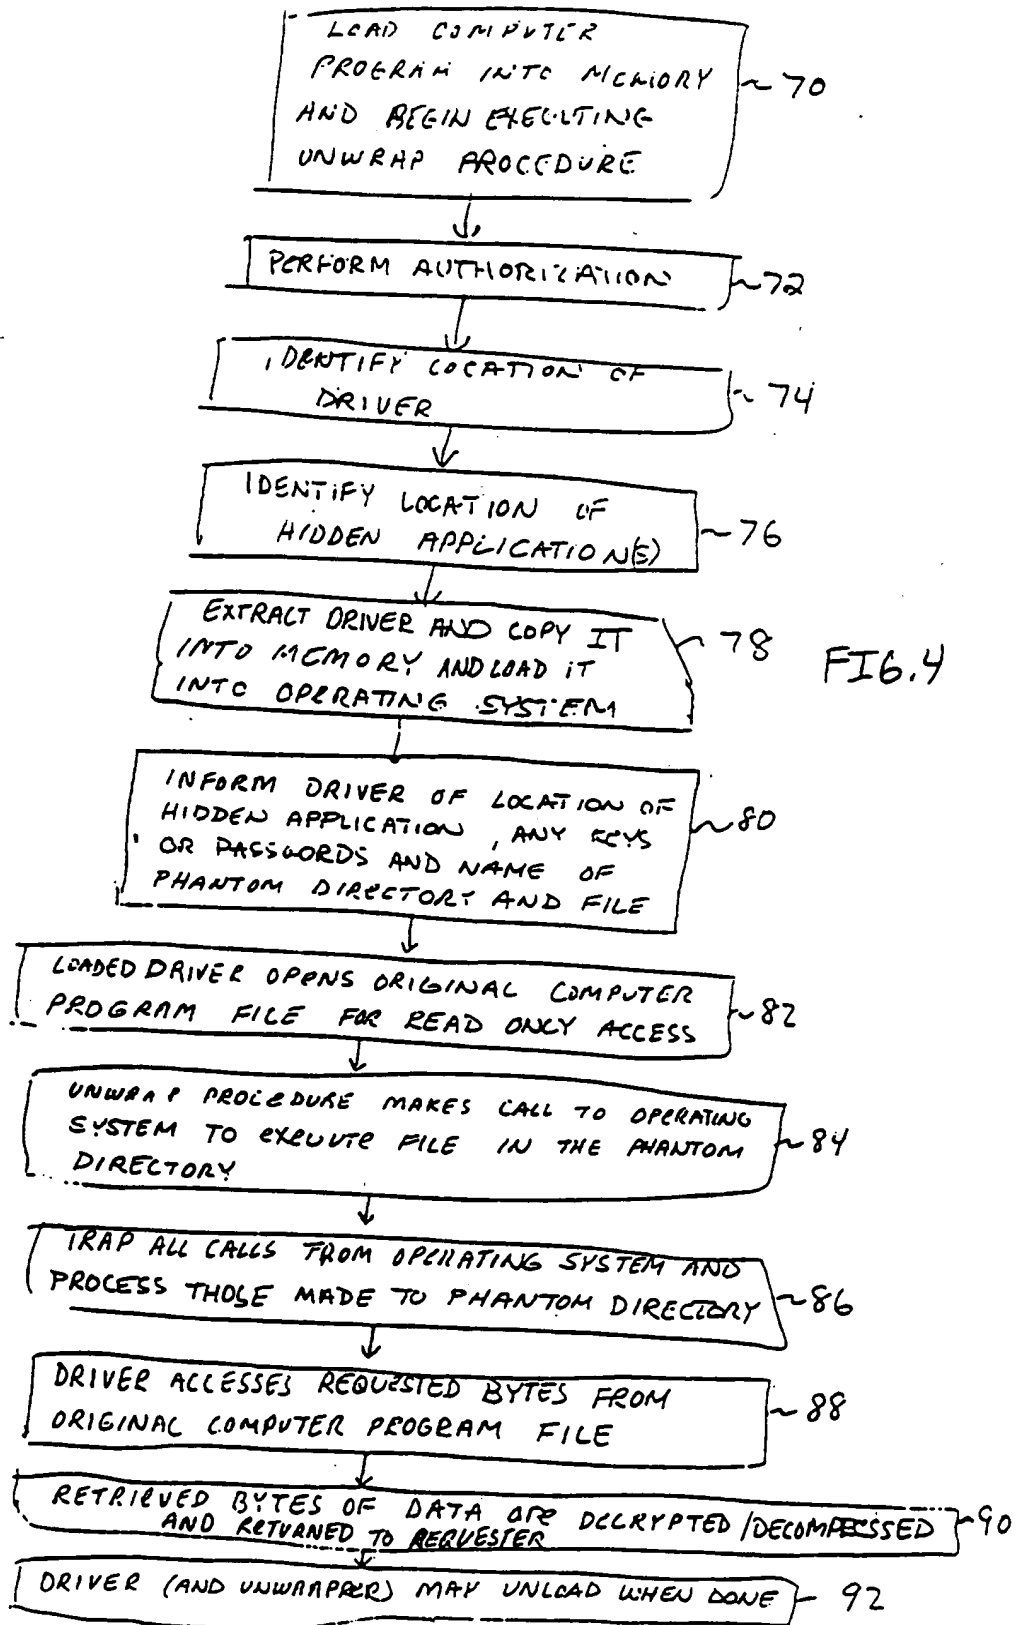 LOAD COMPUTER
PROGRAM INTO MEMORY
AND BEGIN EXECUTING
UNWRAP PROCEDURE
70
PERFORM AUTHORIZATION
72
IDENTIFY LOCATION OF
DRIVER
74
IDENTIFY LOCATION OF
HIDDEN APPLICATION(S)
76
EXTRACT DRIVER AND COPY IT
INTO MEMORY AND LOAD IT
INTO OPERATING SYSTEM
78
FIG.4
INFORM DRIVER OF LOCATION OF
HIDDEN APPLICATION, ANY KEYS
OR PASSWORDS AND NAME OF
PHANTOM DIRECTORY AND FILE
80
LOADED DRIVER OPENS ORIGINAL COMPUTER
PROGRAM FILE FOR READ ONLY ACCESS
82
UNWRAP PROCEDURE MAKES CALL TO OPERATING
SYSTEM TO EXECUTE FILE IN THE PHANTOM
DIRECTORY
84
TRAP ALL CALLS FROM OPERATING SYSTEM AND
PROCESS THOSE MADE TO PHANTOM DIRECTORY
86
DRIVER ACCESSES REQUESTED BYTES FROM
ORIGINAL COMPUTER PROGRAM FILE
88
RETRIEVED BYTES OF DATA ARE DECRYPTED/DECOMPRESSED
AND RETURNED TO REQUESTER
90
DRIVER (AND UNWRAPPER) MAY UNLOAD WHEN DONE
92